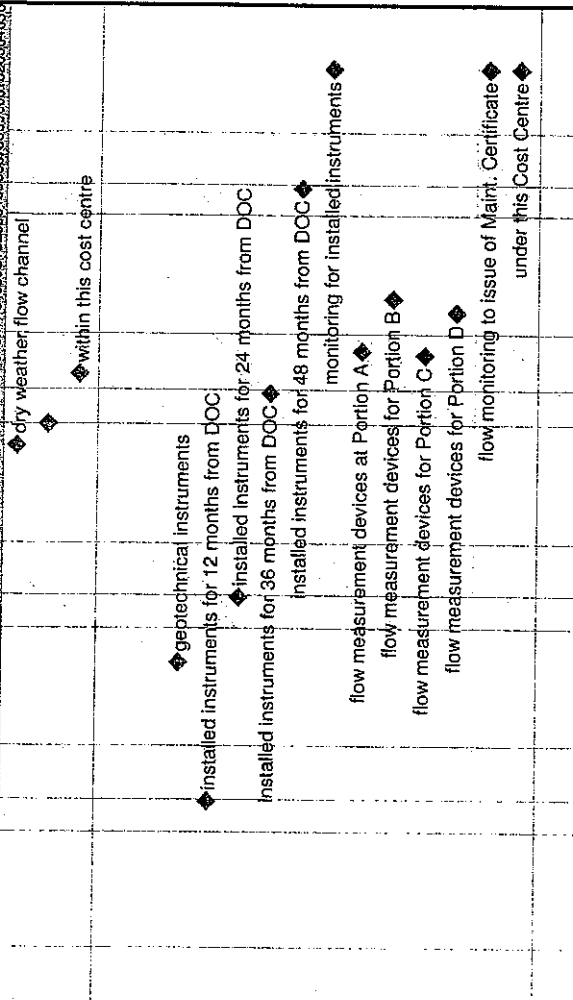 dry weather flow channel
within this cost centre
geotechnical instruments
installed instruments for 12 months from DOC
installed instruments for 24 months from DOC
installed instruments for 36 months from DOC
installed instruments for 48 months from DOC
monitoring for installed instruments
flow measurement devices at Portion A
flow measurement devices for Portion B
flow measurement devices for Portion C
flow measurement devices for Portion D
flow monitoring to issue of Maint. Certificate
under this Cost Centre